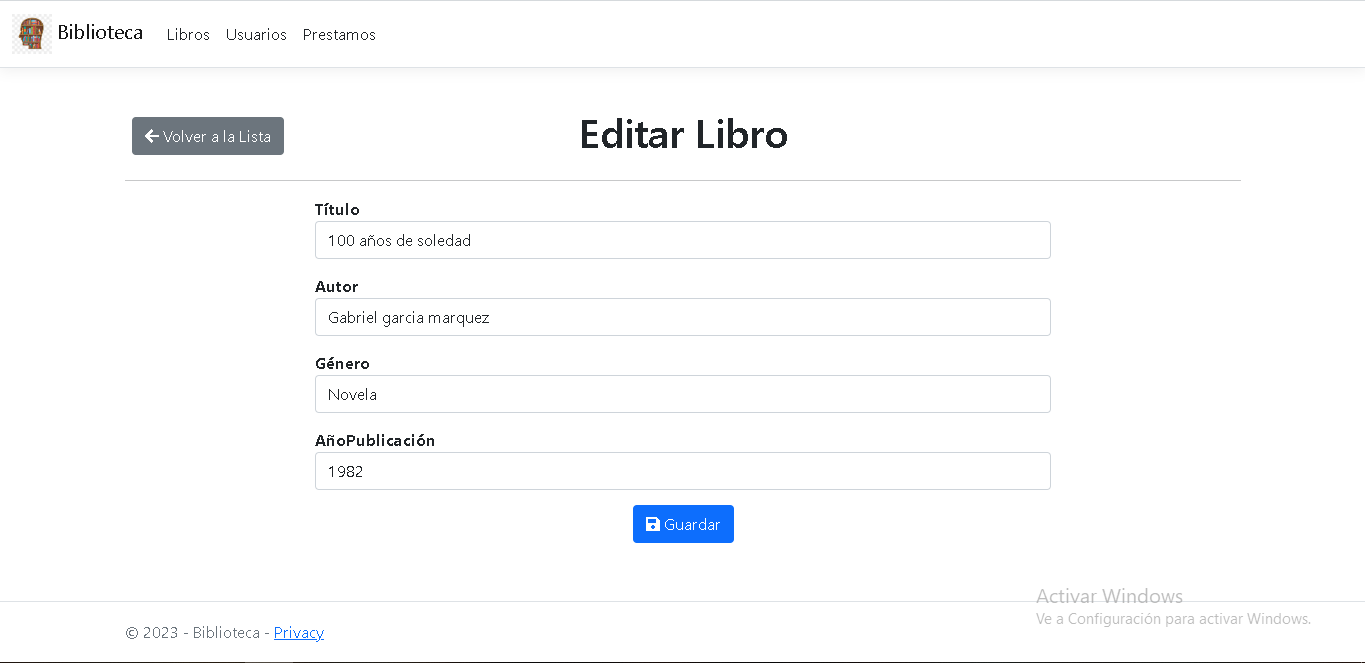 Biblioteca Libros Usuarios Prestamos
Volver a la Lista
Editar Libro
Título
100 años de soledad
Autor
Gabriel garcia marquez
Género
Novela
AñoPublicación
1982
Guardar
Activar Windows
Ve a Configuración para activar Windows.
© 2023 - Biblioteca - Privacy